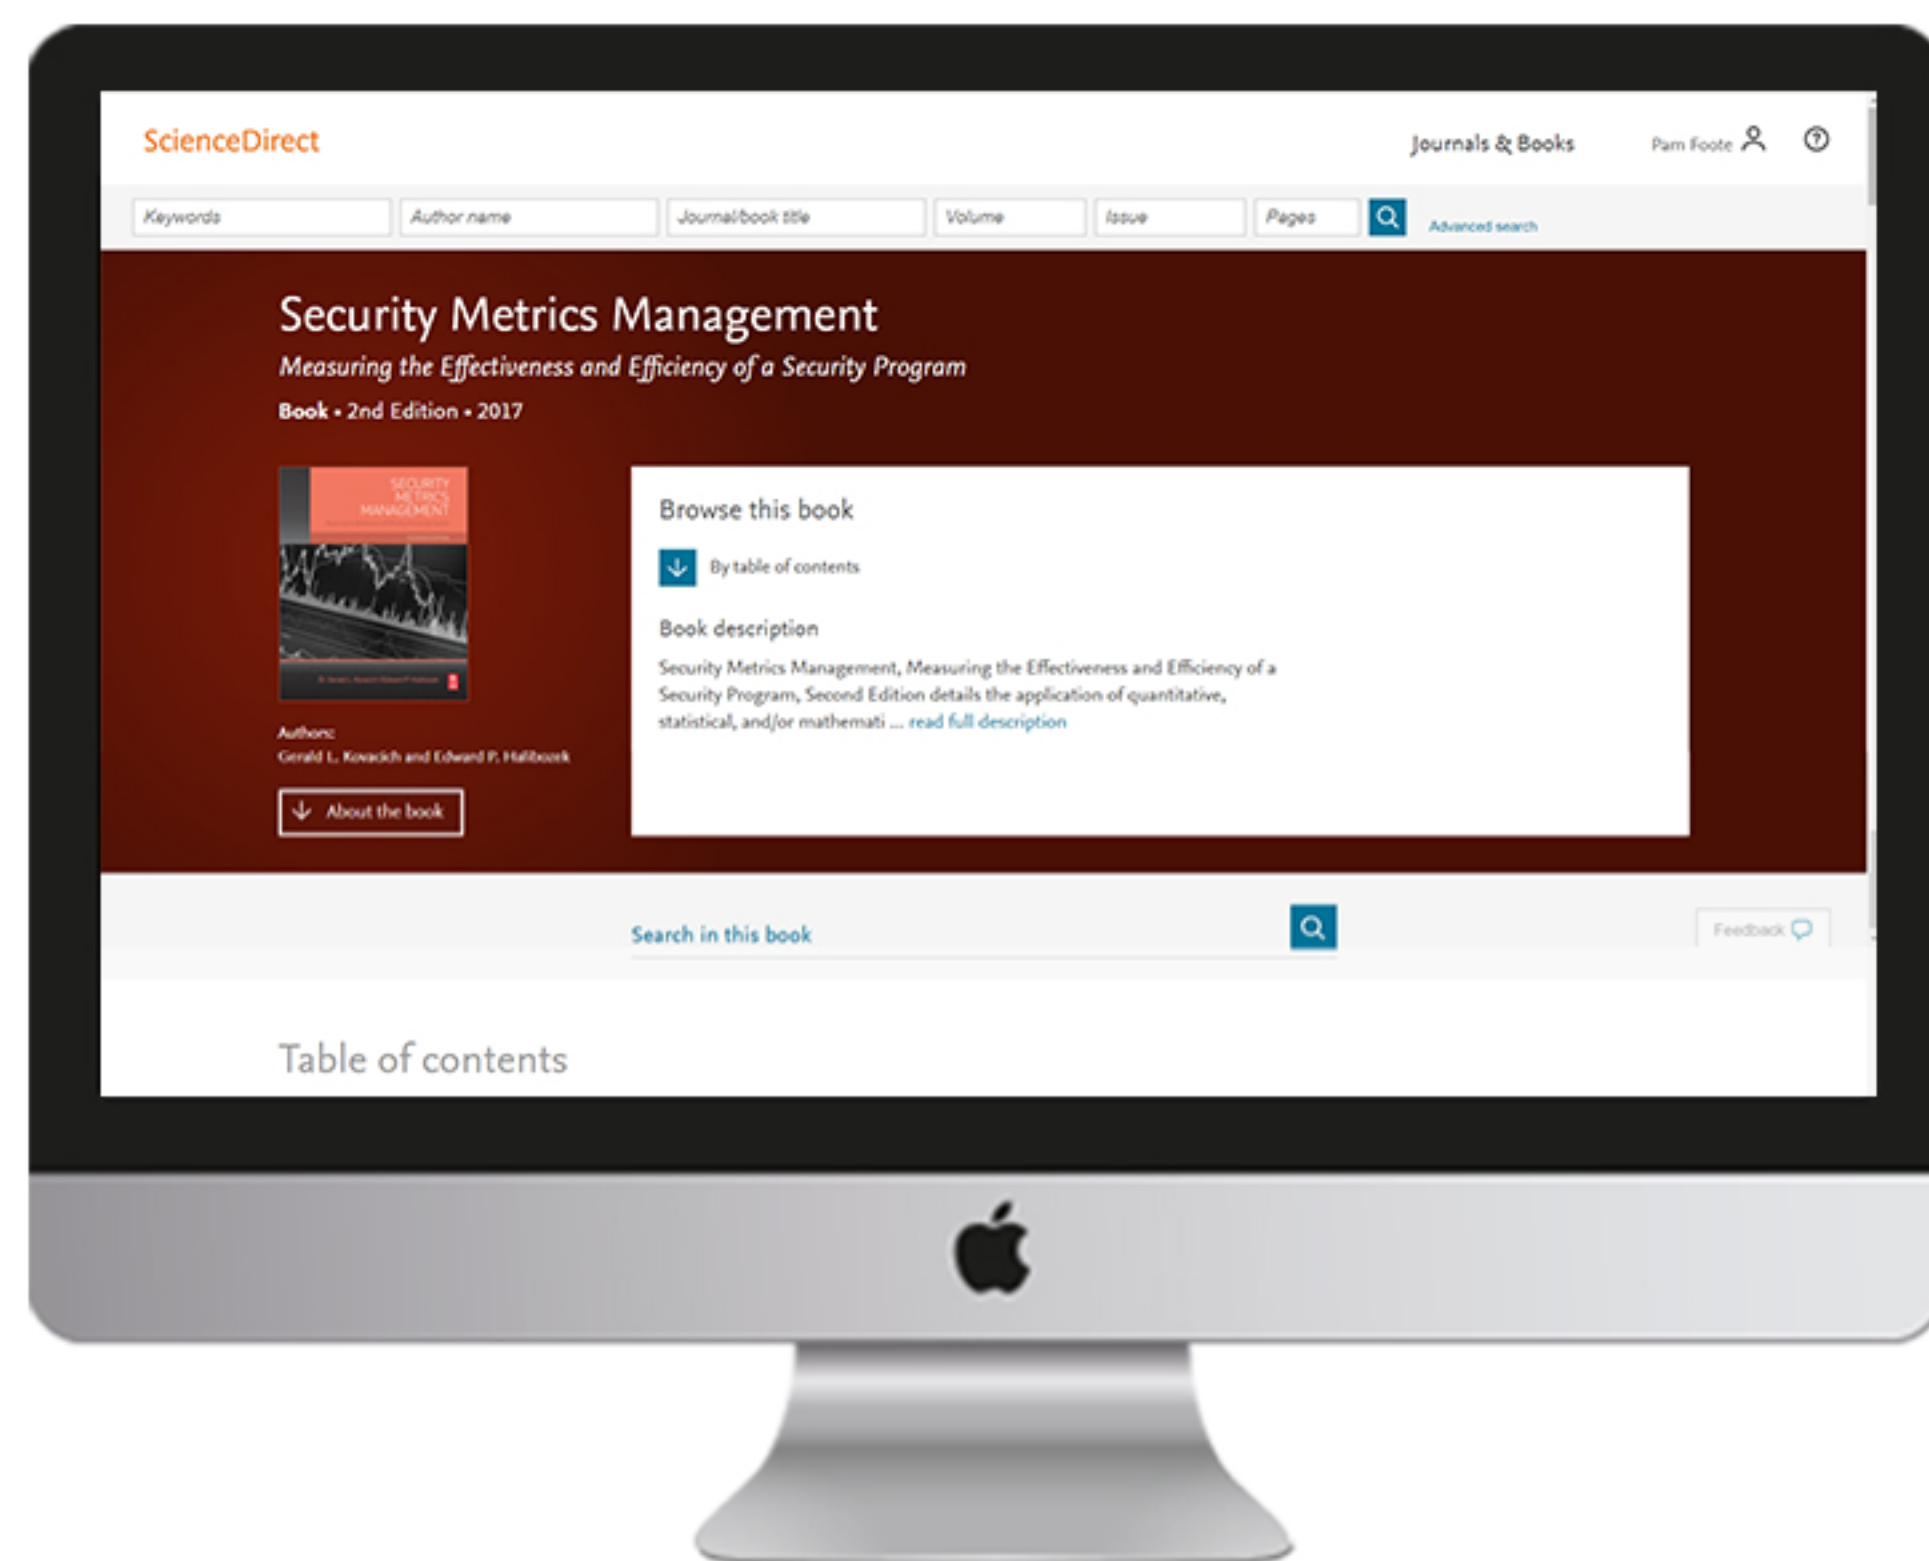 ScienceDirect
Journals & Books
Pam Foote
Keywords
Author name
Journal/book title
Volume
Issue
Pages
Advanced search
Security Metrics Management
Measuring the Effectiveness and Efficiency of a Security Program
Book • 2nd Edition • 2017
SECURITY
METRICS
MANAGEMENT
Authors:
Gerald L. Kovacich and Edward P. Halibozek
About the book
Browse this book
By table of contents
Book description
Security Metrics Management, Measuring the Effectiveness and Efficiency of a
Security Program, Second Edition details the application of quantitative,
statistical, and/or mathemati ... read full description
Search in this book
Feedback
Table of contents